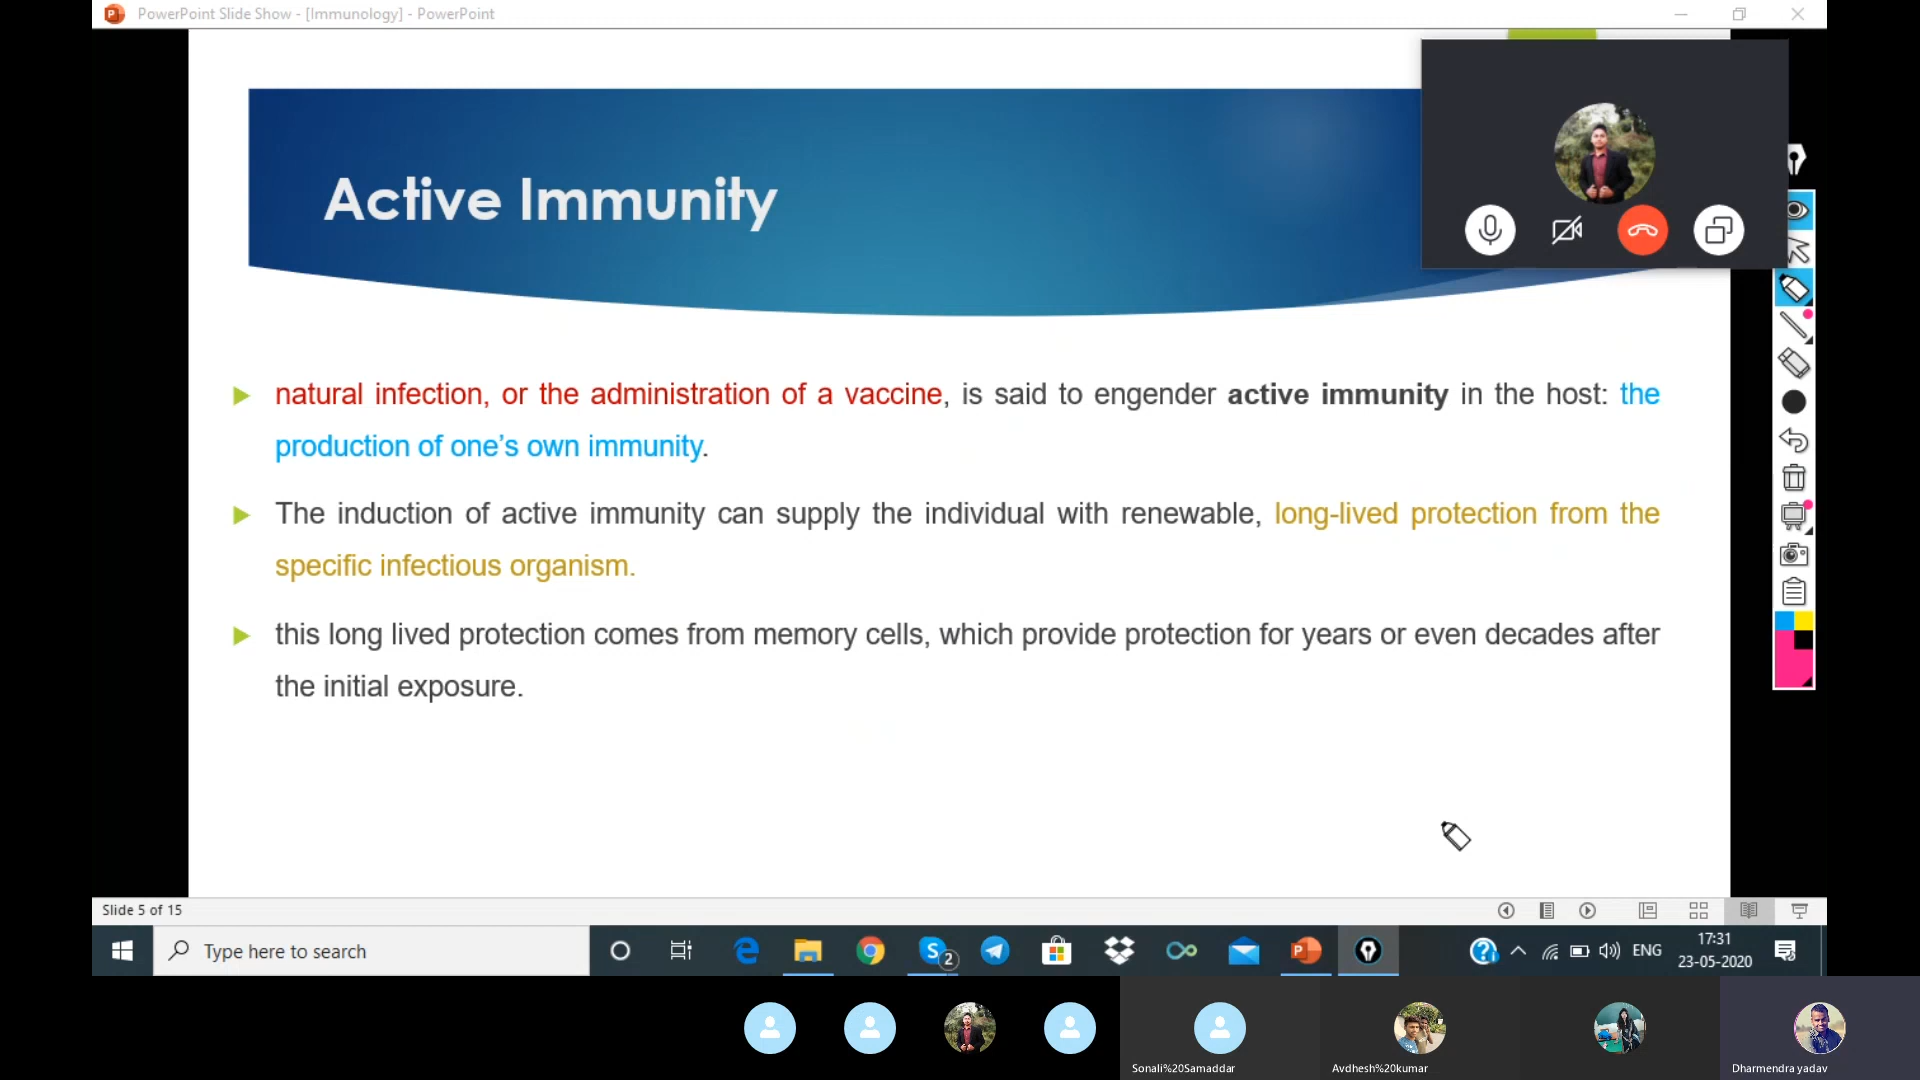 PowerPoint Slide Show - [Immunology] - PowerPoint
Active Immunity
natural infection, or the administration of a vaccine, is said to engender active immunity in the host: the
production of one’s own immunity.
The induction of active immunity can supply the individual with renewable, long-lived protection from the
specific infectious organism.
this long lived protection comes from memory cells, which provide protection for years or even decades after
the initial exposure.
Slide 5 of 15
Type here to search
2
ENG
17:31
23-05-2020
Sonali%20Samaddar
Avdhesh%20kumar
Dharmendra yadav